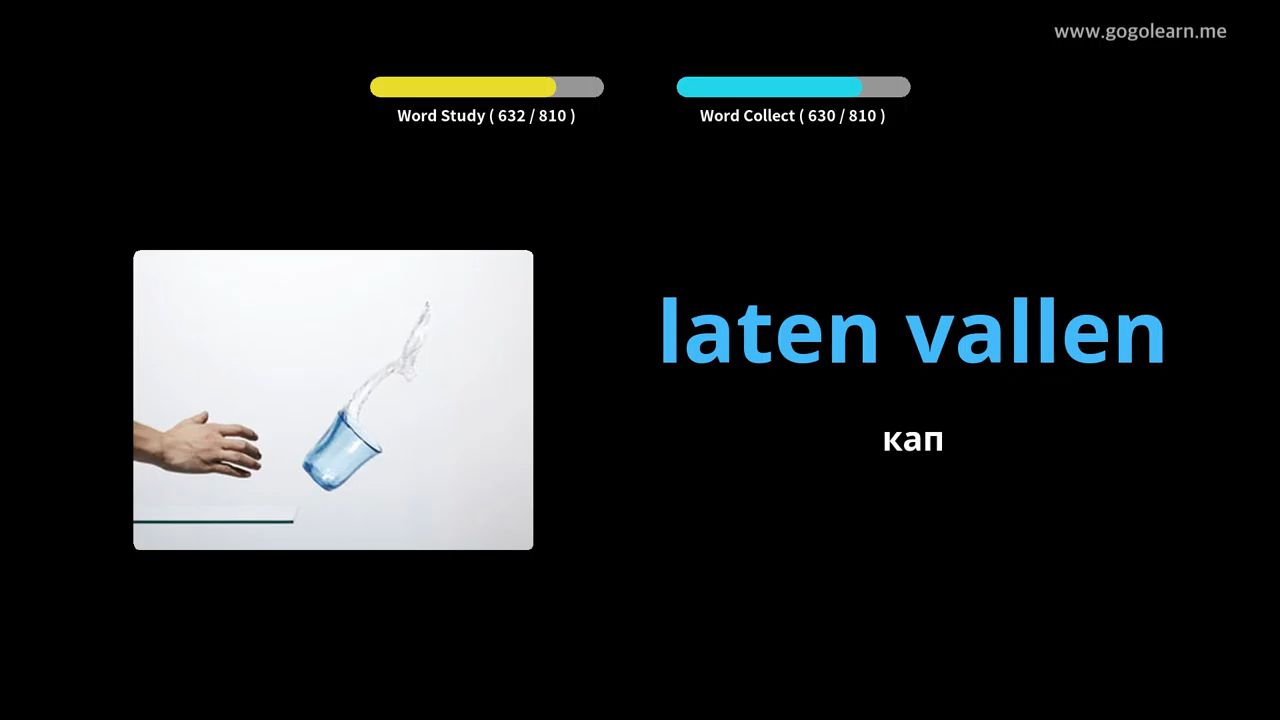 www.gogolearn.me
Word Study ( 632 / 810 )
Word Collect ( 630 / 810 )
laten vallen
кап